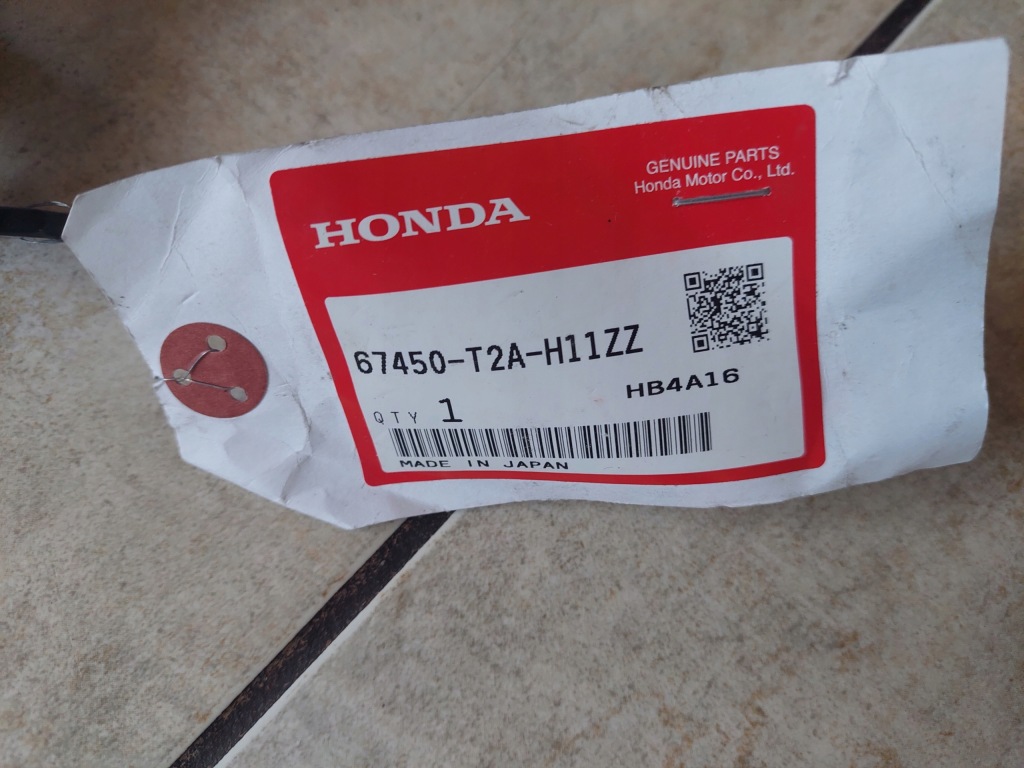 GENUINE PARTS
Honda Motor Co., Ltd.
HONDA
67450-T2A-H11ZZ
HB4A16
QTY 1
MADE IN JAPAN